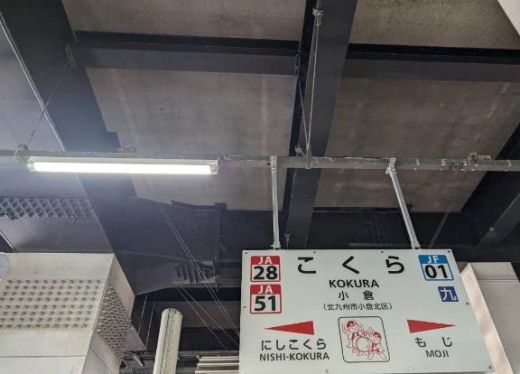 JA
28
JA
51
こくら
KOKURA
小倉
(北九州市小倉北区)
JF
01
九
にしこくら
NISHI-KOKURA
もじ
MOJI